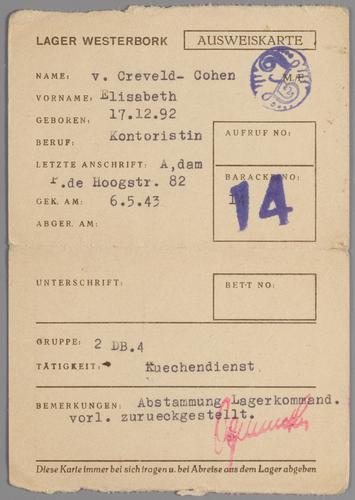 LAGER WESTERBORK AUSWEISKARTE
NAME: v. Creveld- Cohen
VORNAME: Elisabeth
GEBOREN: 17.12.92
BERUF: Kontoristin
AUFRUF NO:
LETZTE ANSCHRIFT: A,dam
P.de Hoogstr. 82
BARACKE NO:
14
14
GEK. AM: 6.5.43
ABGER. AM:
UNTERSCHRIFT:
BETT NO:
GRUPPE: 2 DB.4
TÄTIGKEIT: Kuechendienst
BEMERKUNGEN: Abstammung Lagerkommand.
vorl. zurueckgestellt.
Diese Karte immer bei sich tragen u. bei Abreise aus dem Lager abgeben